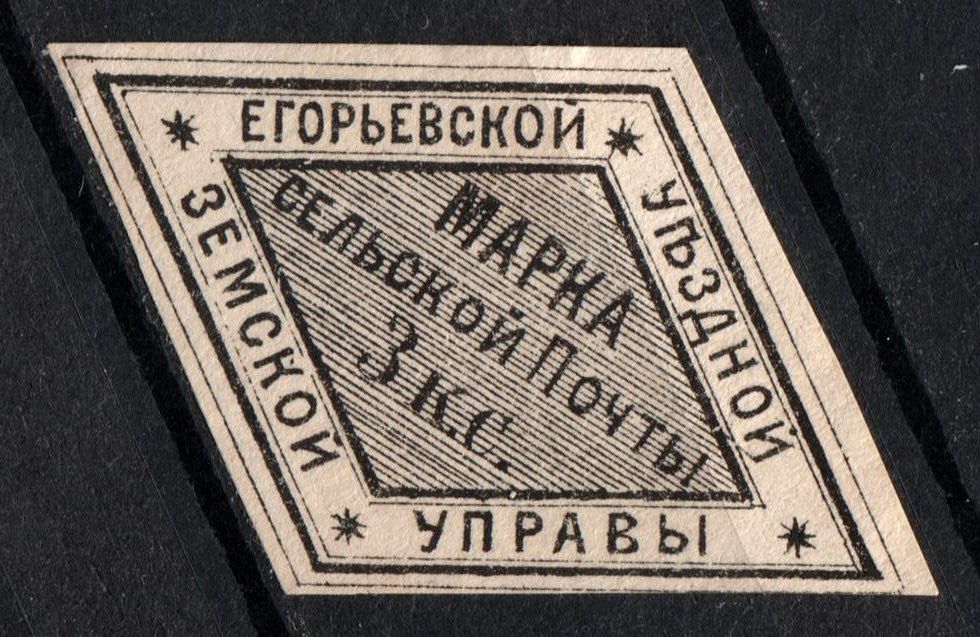 ЕГОРЬЕВСКОЙ
УѢЗДНОЙ
ЗЕМСКОЙ
УПРАВЫ
МАРКА
СЕЛЬСКОЙ ПОЧТЫ
3 К.С.